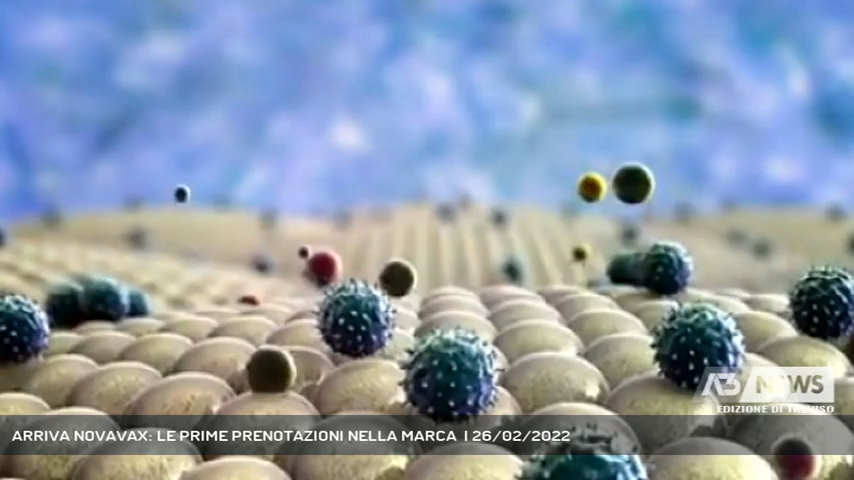 A3 NEWS
EDIZIONE DI TREVISO
ARRIVA NOVAVAX: LE PRIME PRENOTAZIONI NELLA MARCA | 26/02/2022